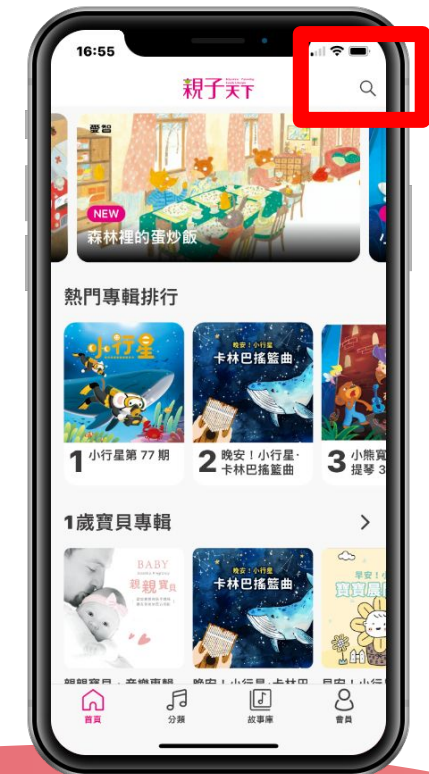 16:55
親子天下
愛智
NEW
森林裡的蛋炒飯
熱門專輯排行
小行星
晚安！小行星
卡林巴搖籃曲
1 小行星第 77 期
2 晚安！小行星·
卡林巴搖籃曲
3 小熊
提琴 3
1歲寶貝專輯
BABY
親親寶貝
晚安！小行星
卡林巴搖籃曲
早安！小
首頁
分類
故事庫
會員